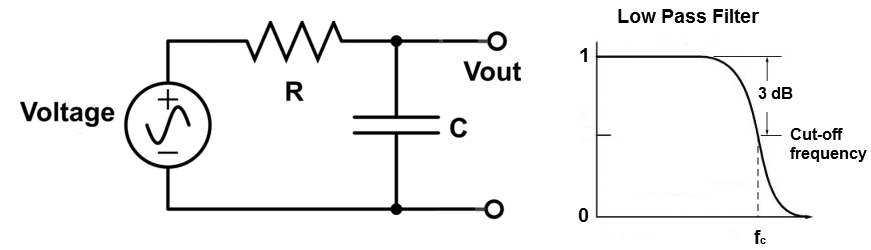 Voltage
+
−
R
C
Vout
Low Pass Filter
1
3 dB
Cut-off
frequency
0
fc